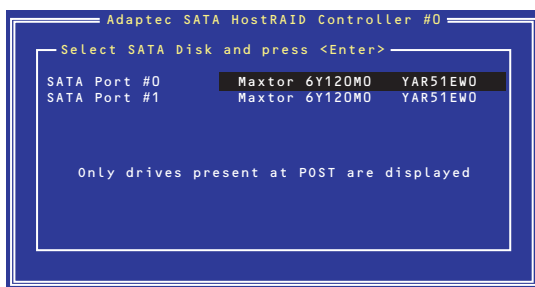 Adaptec SATA HostRAID Controller #0
Select SATA Disk and press <Enter>
SATA Port #0 Maxtor 6Y120M0 YAR51EW0
SATA Port #1 Maxtor 6Y120M0 YAR51EW0
Only drives present at POST are displayed